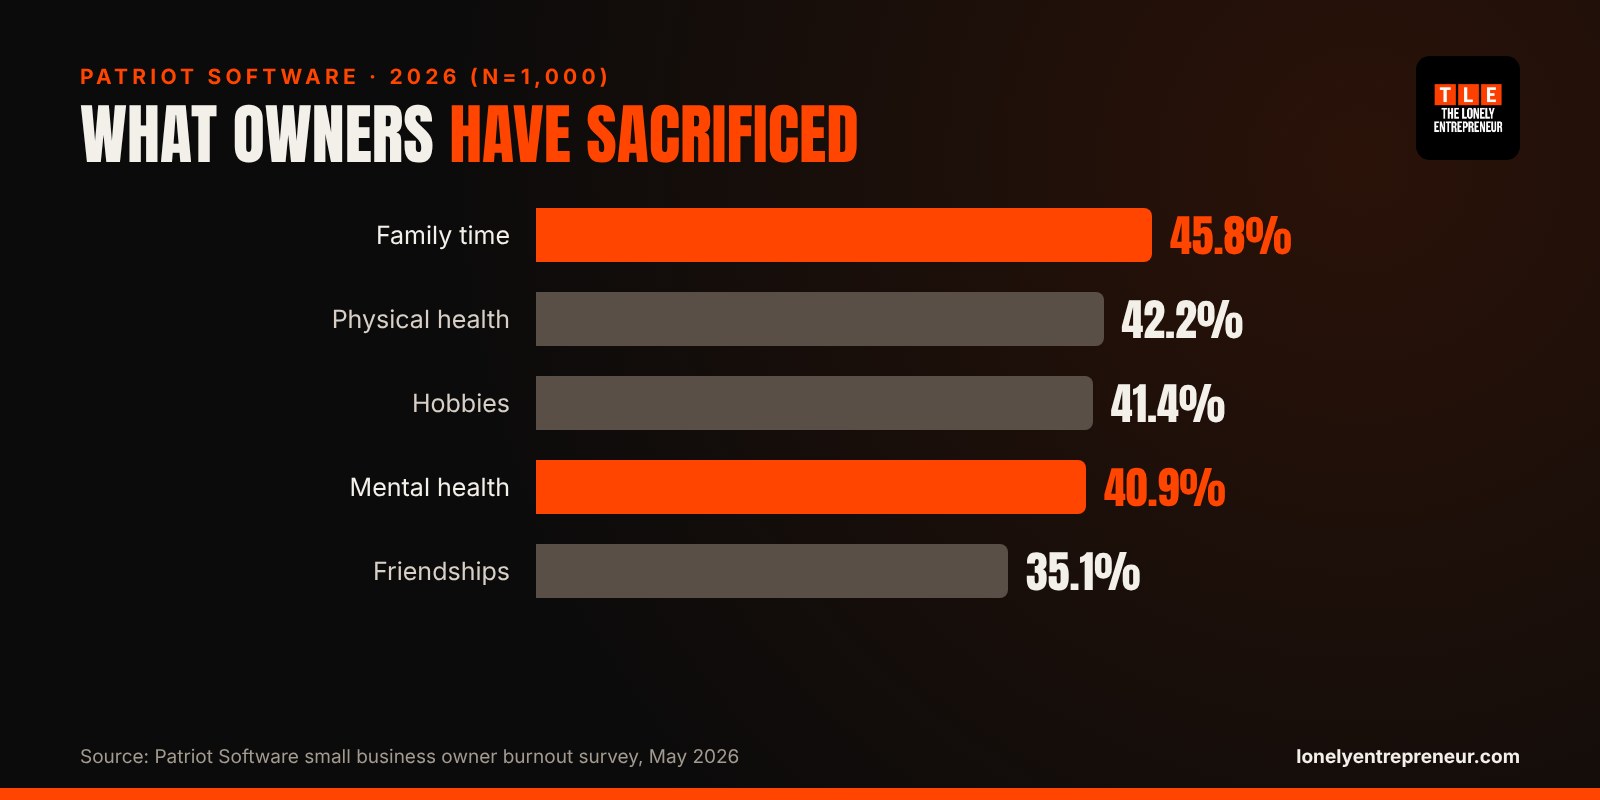 PATRIOT SOFTWARE · 2026 (N=1,000)
WHAT OWNERS HAVE SACRIFICED
TLE
THE LONELY
ENTREPRENEUR
Family time 45.8%
Physical health 42.2%
Hobbies 41.4%
Mental health 40.9%
Friendships 35.1%
Source: Patriot Software small business owner burnout survey, May 2026
lonelyentrepreneur.com